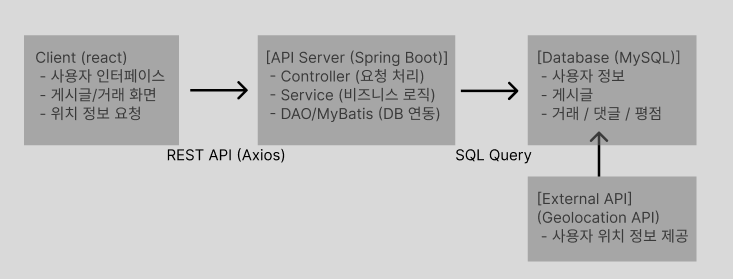 Client (react)
- 사용자 인터페이스
- 게시글/거래 화면
- 위치 정보 요청
REST API (Axios)
[API Server (Spring Boot)]
- Controller (요청 처리)
- Service (비즈니스 로직)
- DAO/MyBatis (DB 연동)
SQL Query
[Database (MySQL)]
- 사용자 정보
- 게시글
- 거래 / 댓글 / 평점
[External API]
(Geolocation API)
- 사용자 위치 정보 제공